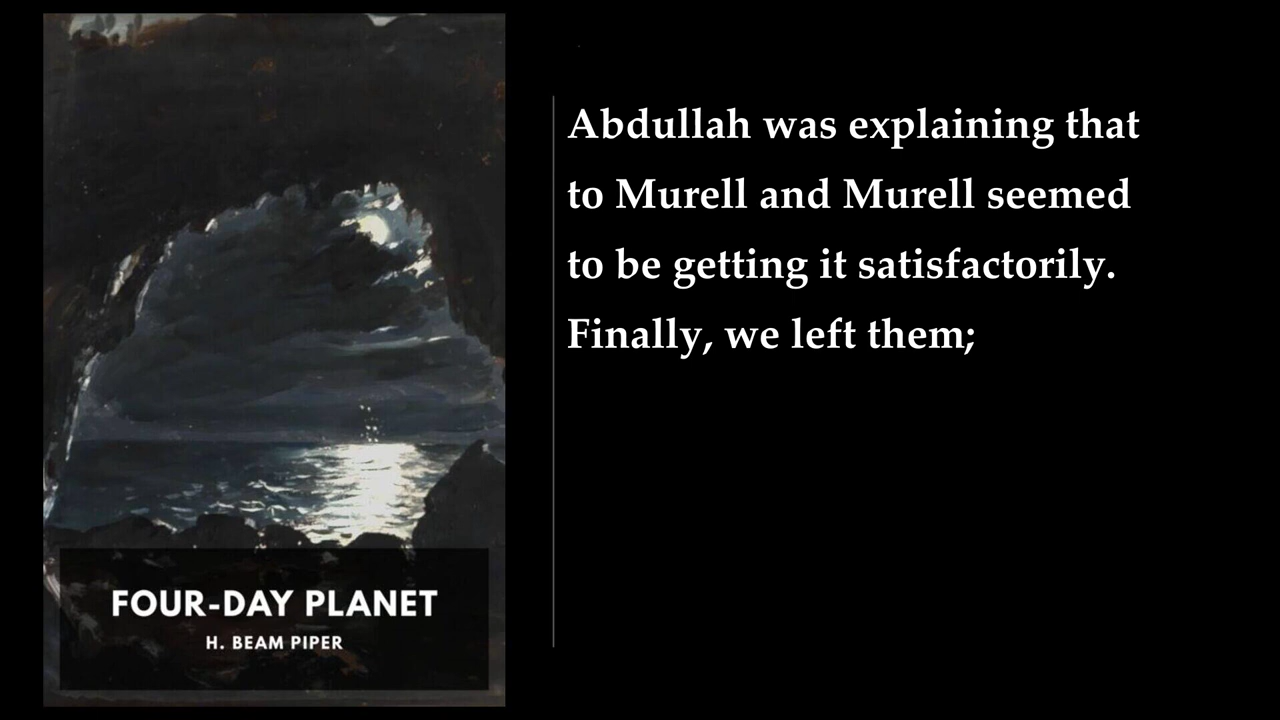 FOUR-DAY PLANET
H. BEAM PIPER
Abdullah was explaining that
to Murell and Murell seemed
to be getting it satisfactorily.
Finally, we left them;